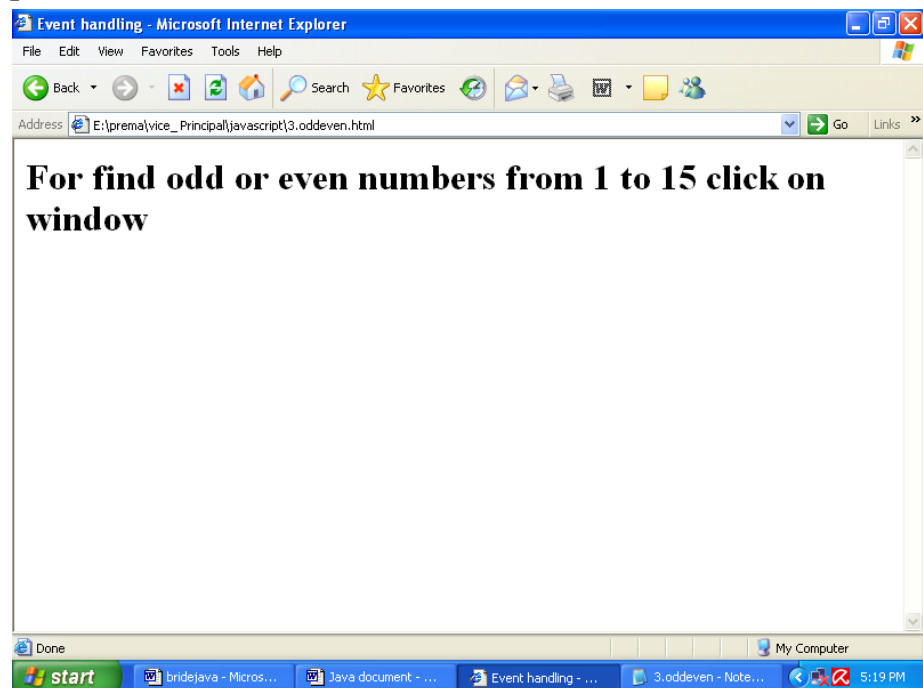 Event handling - Microsoft Internet Explorer
File Edit View Favorites Tools Help
Back Search Favorites
Address E:\prema\vice_Principal\javascript\3.oddeven.html Go Links »
For find odd or even numbers from 1 to 15 click on
window
Done My Computer
start bridejava - Micros... Java document - ... Event handling - ... 3.oddeven - Note... 5:19 PM